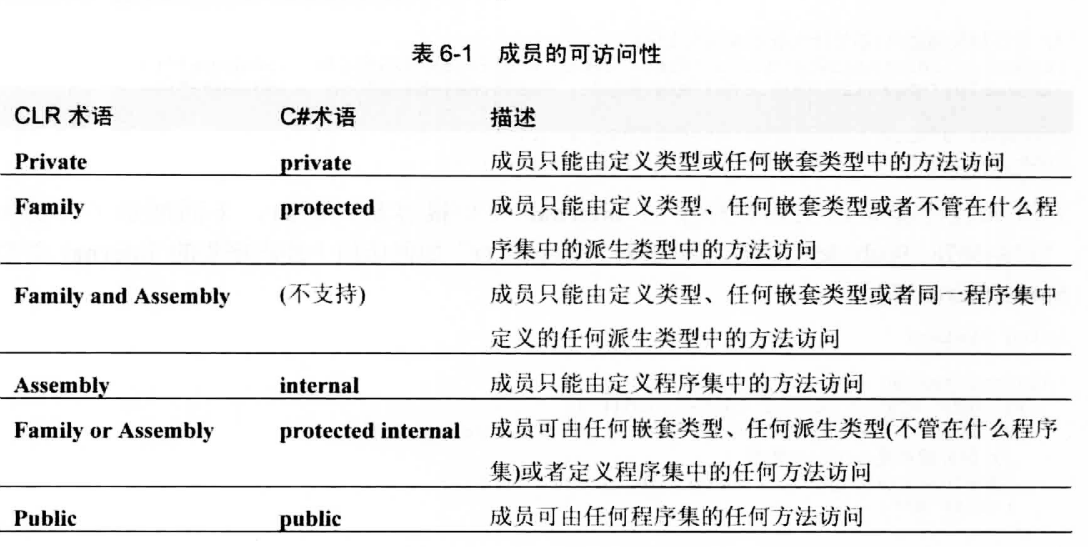 表 6-1 成员的可访问性
CLR 术语 C#术语 描述
Private private 成员只能由定义类型或任何嵌套类型中的方法访问
Family protected 成员只能由定义类型、任何嵌套类型或者不管在什么程
序集中的派生类型中的方法访问
Family and Assembly (不支持) 成员只能由定义类型、任何嵌套类型或者同一程序集中
定义的任何派生类型中的方法访问
Assembly internal 成员只能由定义程序集中的方法访问
Family or Assembly protected internal 成员可由任何嵌套类型、任何派生类型(不管在什么程序
集)或者定义程序集中的任何方法访问
Public public 成员可由任何程序集的任何方法访问